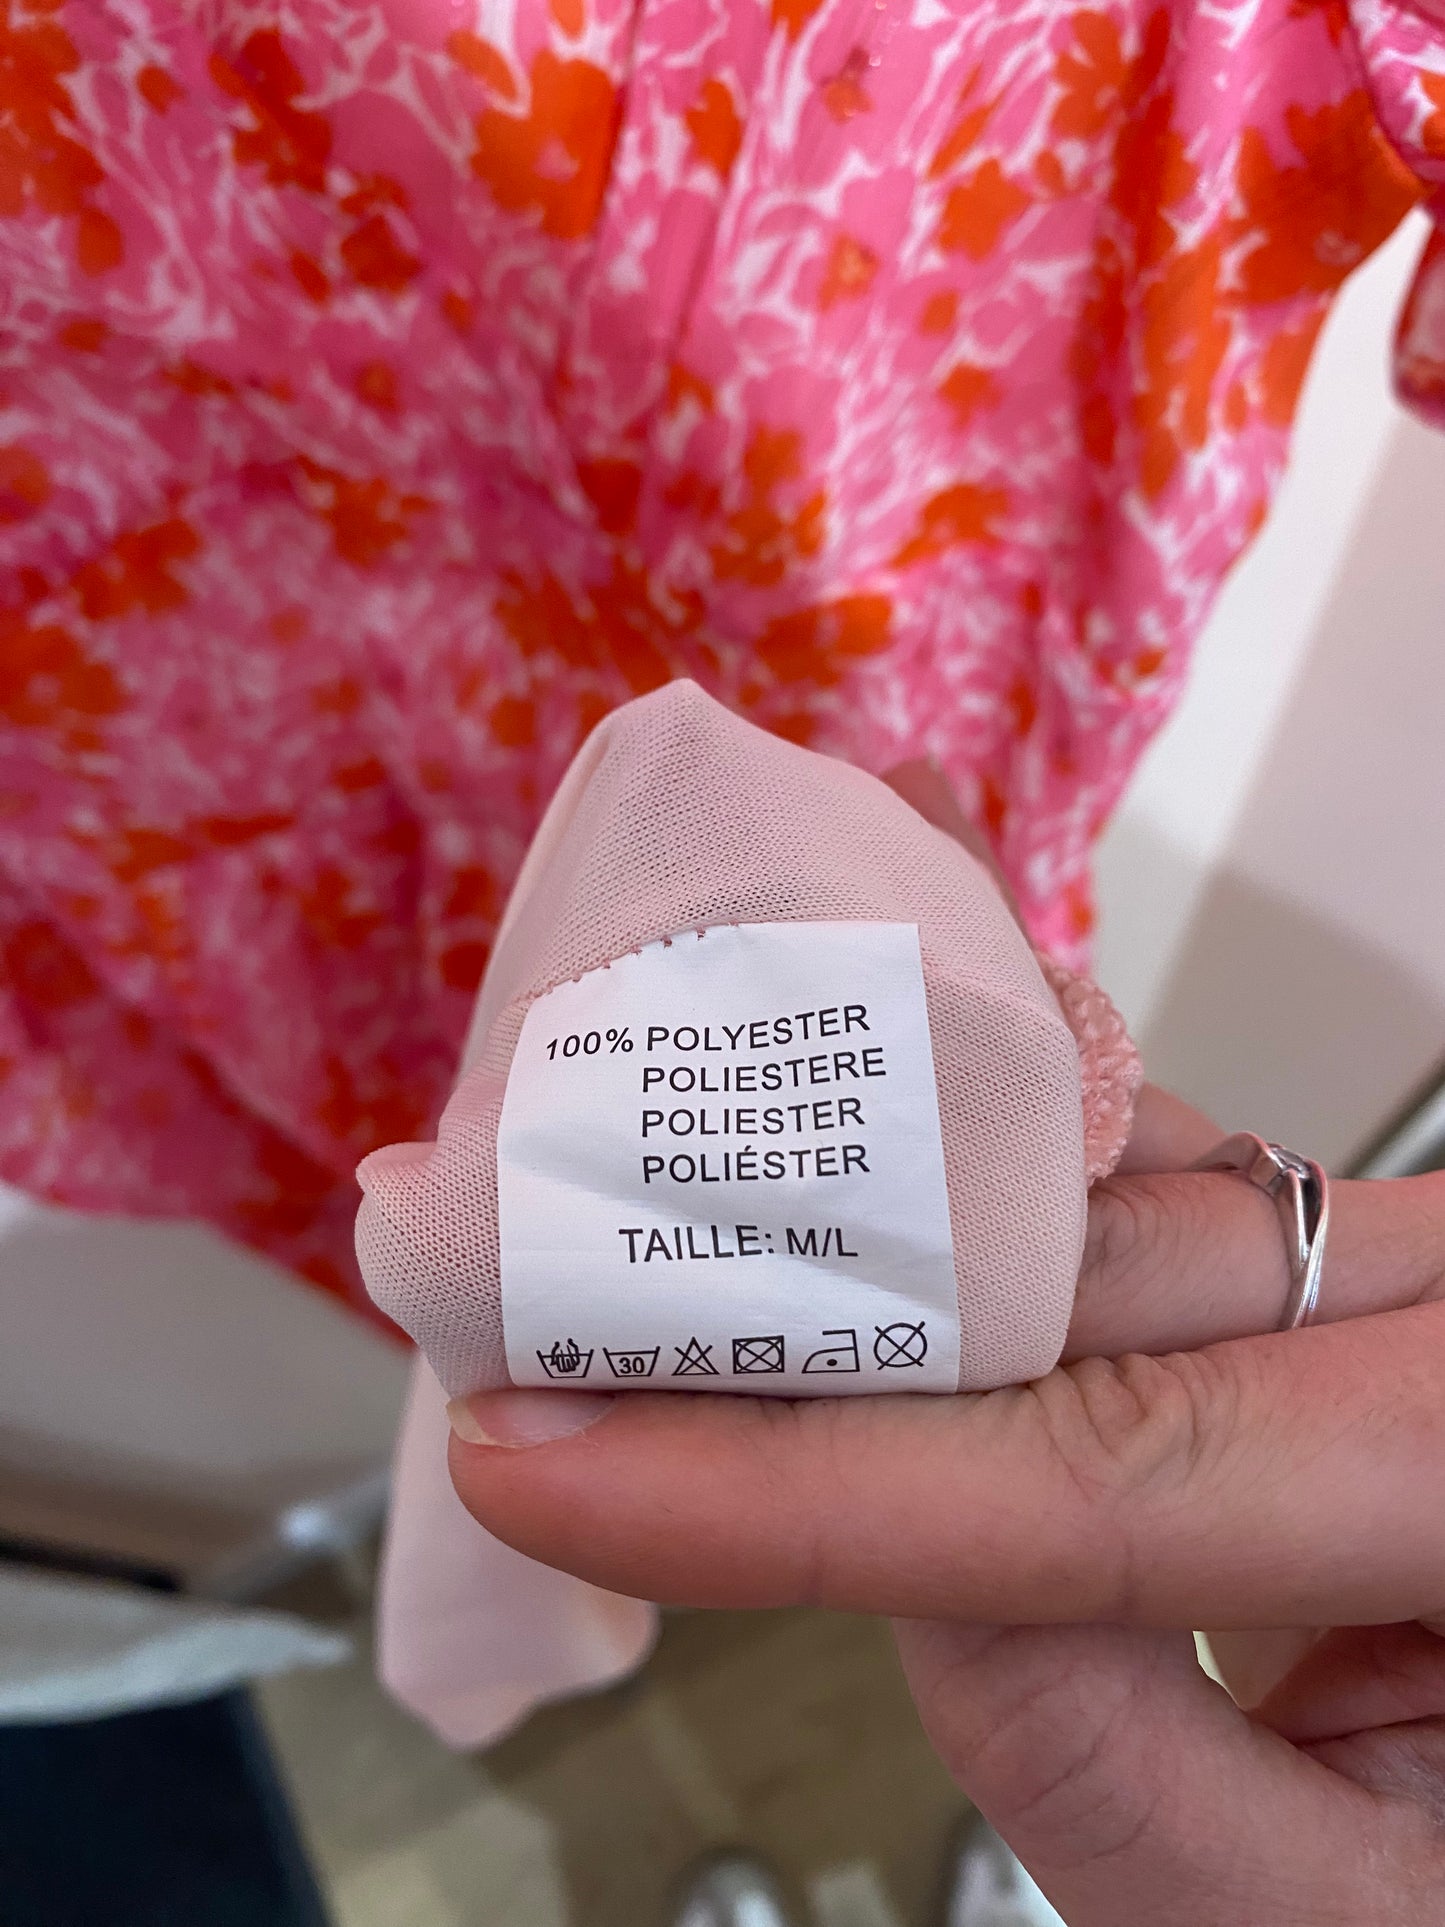 100% POLYESTER
POLIESTERE
POLIESTER
POLIÉSTER
TAILLE: M/L
30